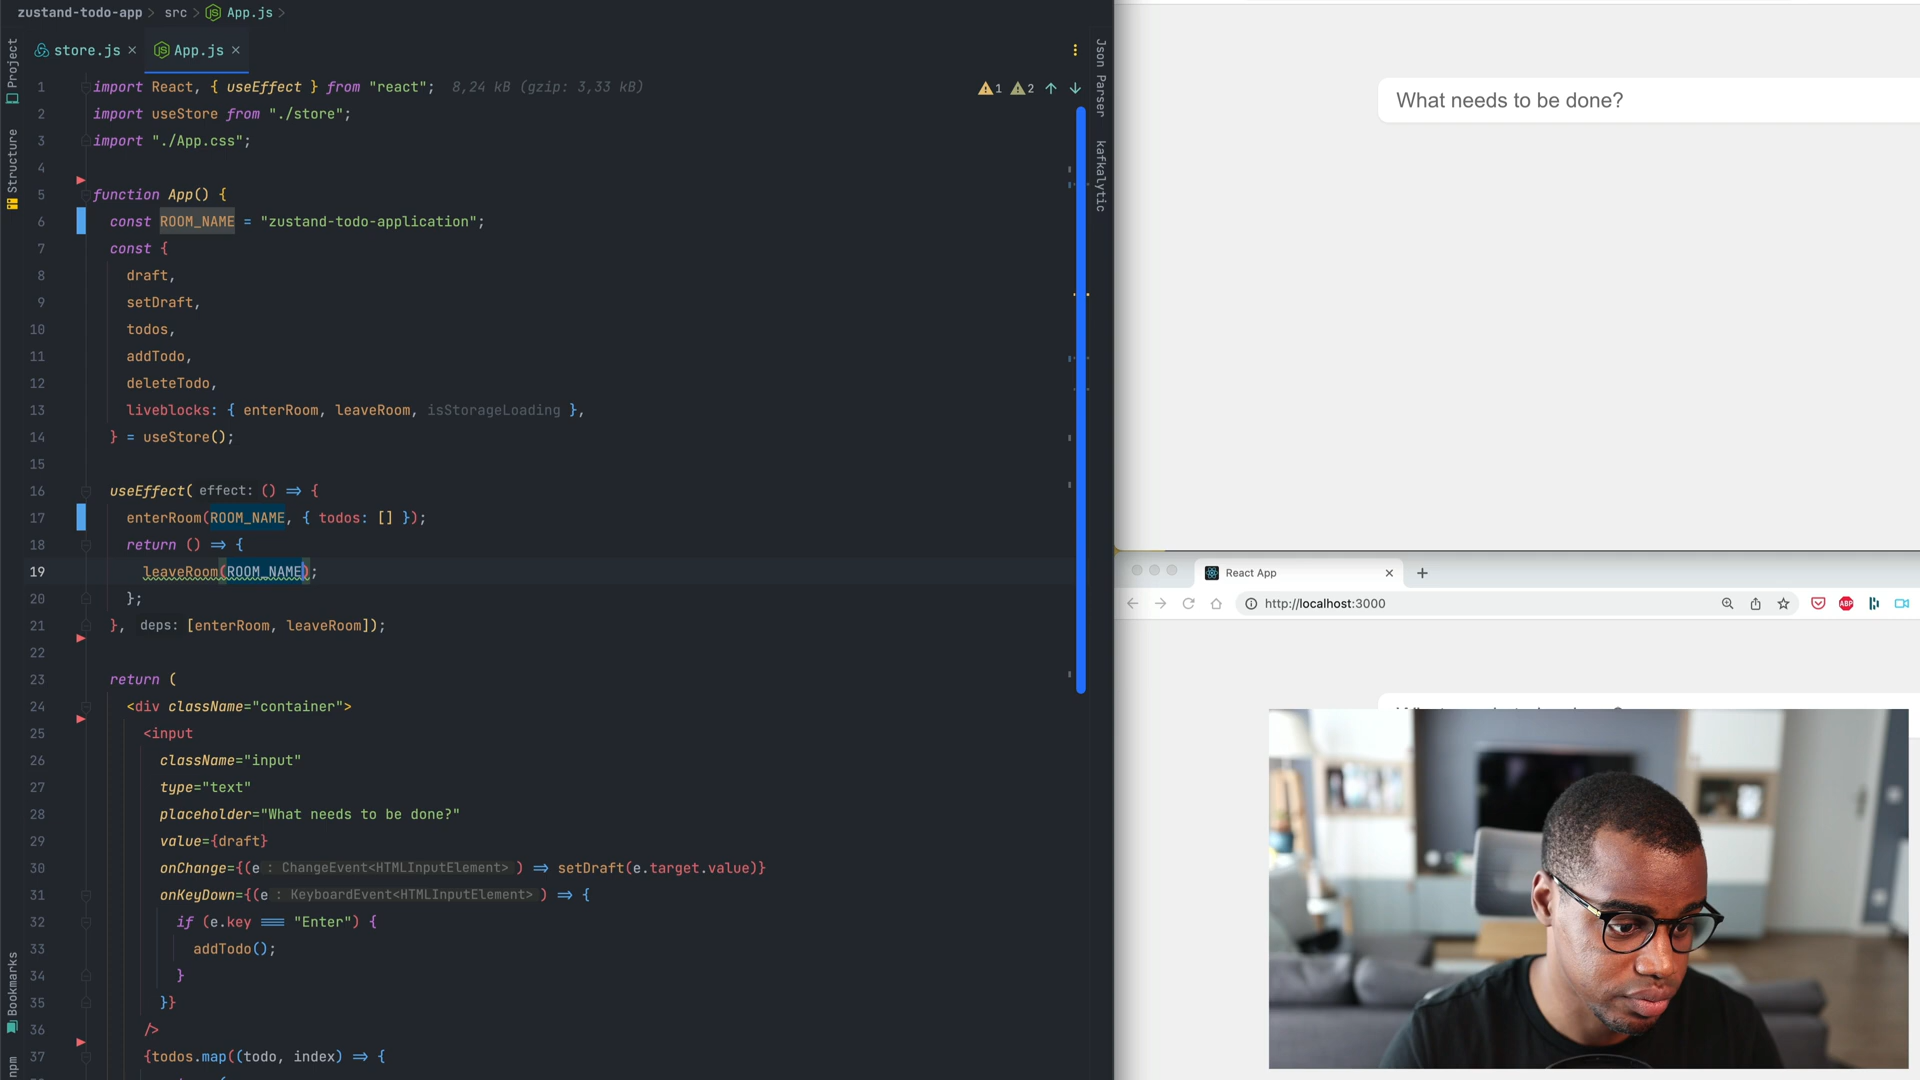 zustand-todo-app > src > App.js >
Project
store.js
App.js
Json Parser
kafkalytic
Structure
Bookmarks
npm
1 2
1 import React, { useEffect } from "react"; 8,24 kB (gzip: 3,33 kB)
2 import useStore from "./store";
3 import "./App.css";
4
5 function App() {
6 const ROOM_NAME = "zustand-todo-application";
7 const {
8 draft,
9 setDraft,
10 todos,
11 addTodo,
12 deleteTodo,
13 liveblocks: { enterRoom, leaveRoom, isStorageLoading },
14 } = useStore();
15
16 useEffect( effect: () => {
17 enterRoom(ROOM_NAME, { todos: [] });
18 return () => {
19 leaveRoom(ROOM_NAME);
20 };
21 }, deps: [enterRoom, leaveRoom]);
22
23 return (
24 <div className="container">
25 <input
26 className="input"
27 type="text"
28 placeholder="What needs to be done?"
29 value={draft}
30 onChange={(e : ChangeEvent<HTMLInputElement> ) => setDraft(e.target.value)}
31 onKeyDown={(e : KeyboardEvent<HTMLInputElement> ) => {
32 if (e.key === "Enter") {
33 addTodo();
34 }
35 }}
36 />
37 {todos.map((todo, index) => {
What needs to be done?
React App
http://localhost:3000
ABP